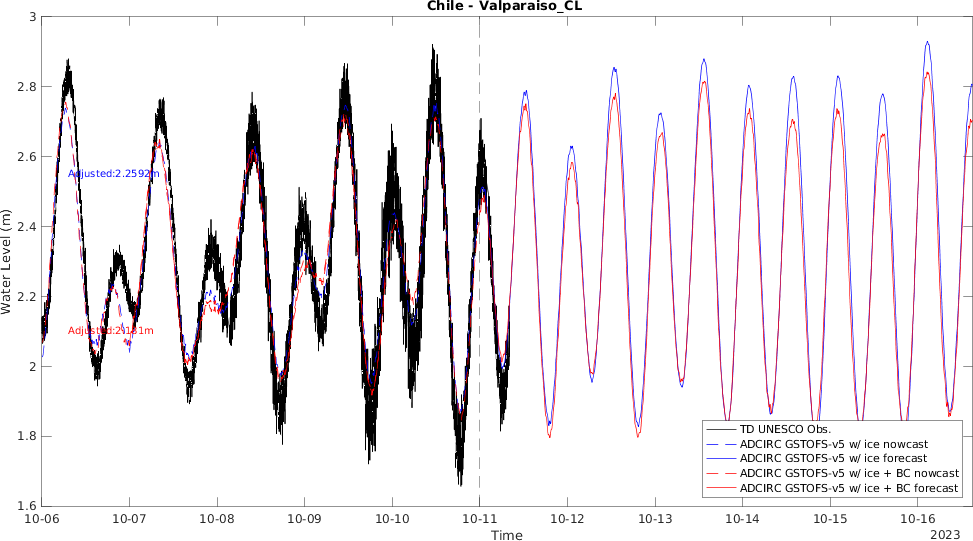 Chile - Valparaiso_CL
Water Level (m)
3
2.8
2.6
2.4
2.2
2
1.8
1.6
Adjusted:2.2592m
Adjusted:2.181m
TD UNESCO Obs.
ADCIRC GSTOFS-v5 w/ ice nowcast
ADCIRC GSTOFS-v5 w/ ice forecast
ADCIRC GSTOFS-v5 w/ ice + BC nowcast
ADCIRC GSTOFS-v5 w/ ice + BC forecast
10-06 10-07 10-08 10-09 10-10 10-11 10-12 10-13 10-14 10-15 10-16
Time
2023